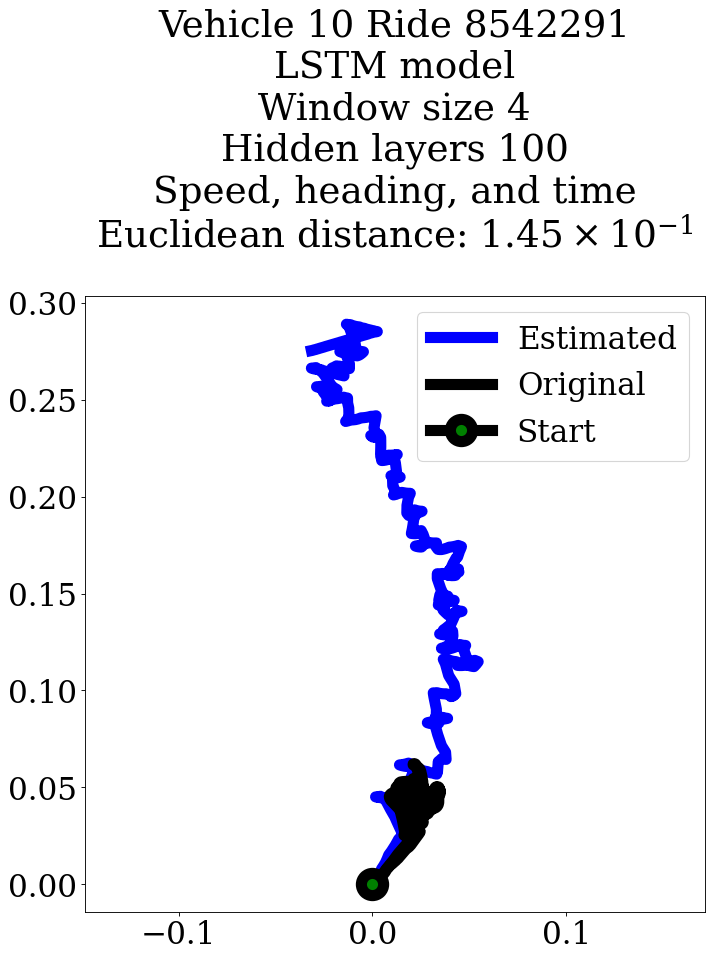 Vehicle 10 Ride 8542291
LSTM model
Window size 4
Hidden layers 100
Speed, heading, and time
Euclidean distance: 1.45 × 10⁻¹
Estimated
Original
Start
0.30
0.25
0.20
0.15
0.10
0.05
0.00
−0.1
0.0
0.1